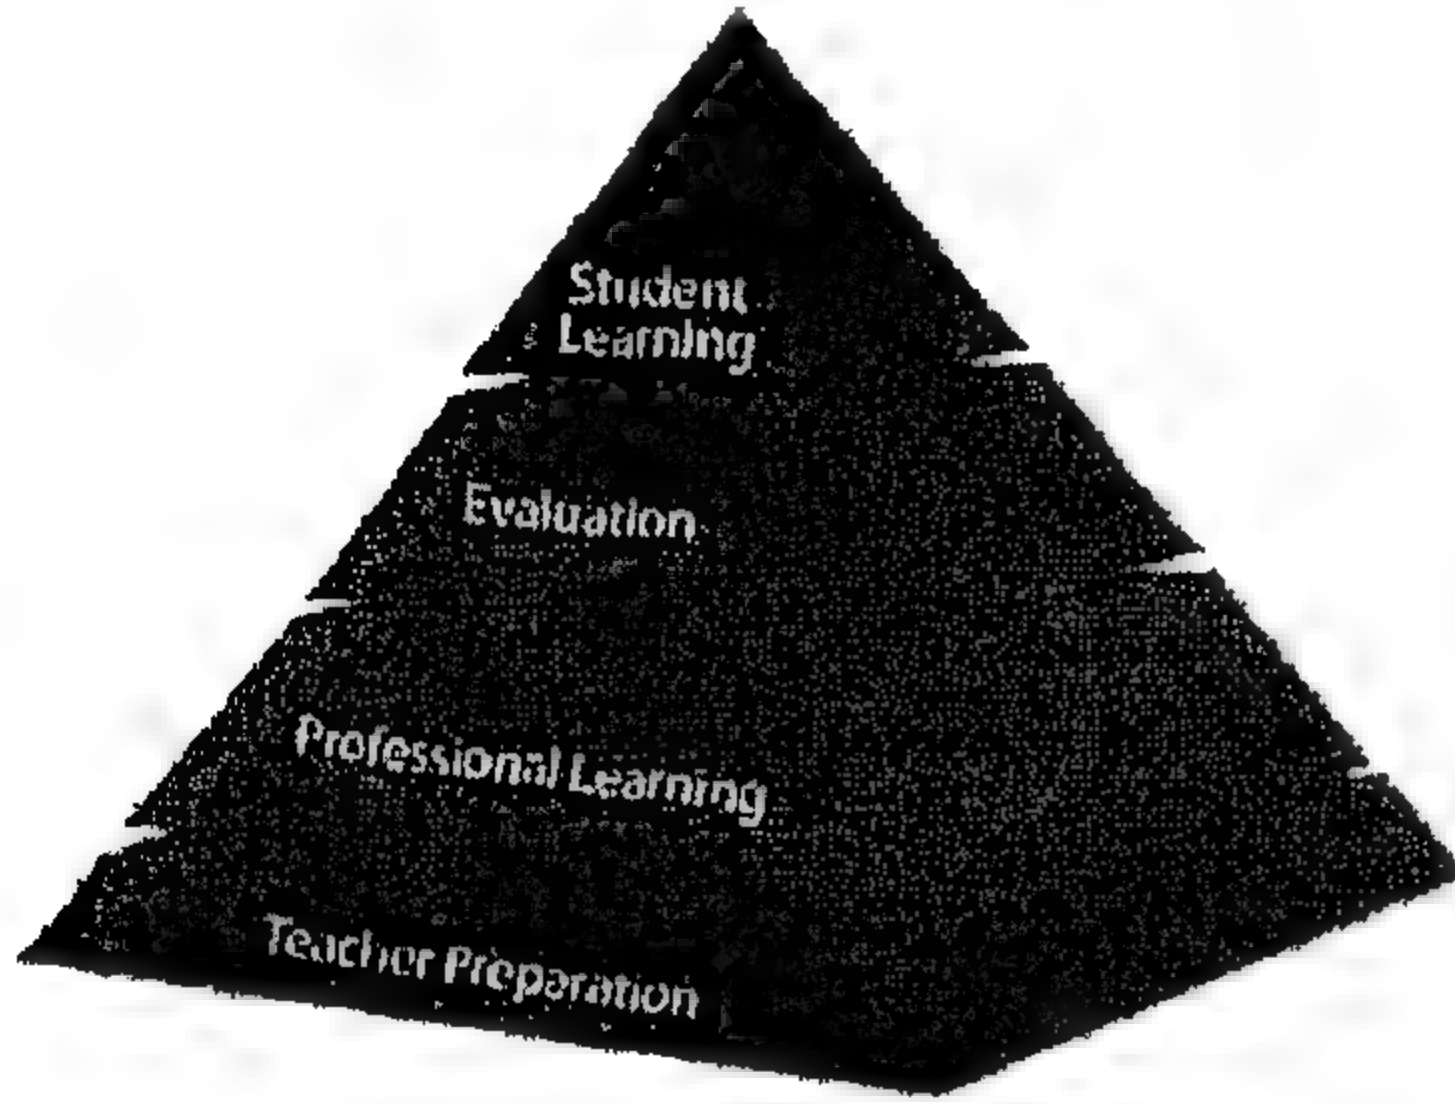 Student
Learning
Evaluation
Professional Learning
Teacher Preparation